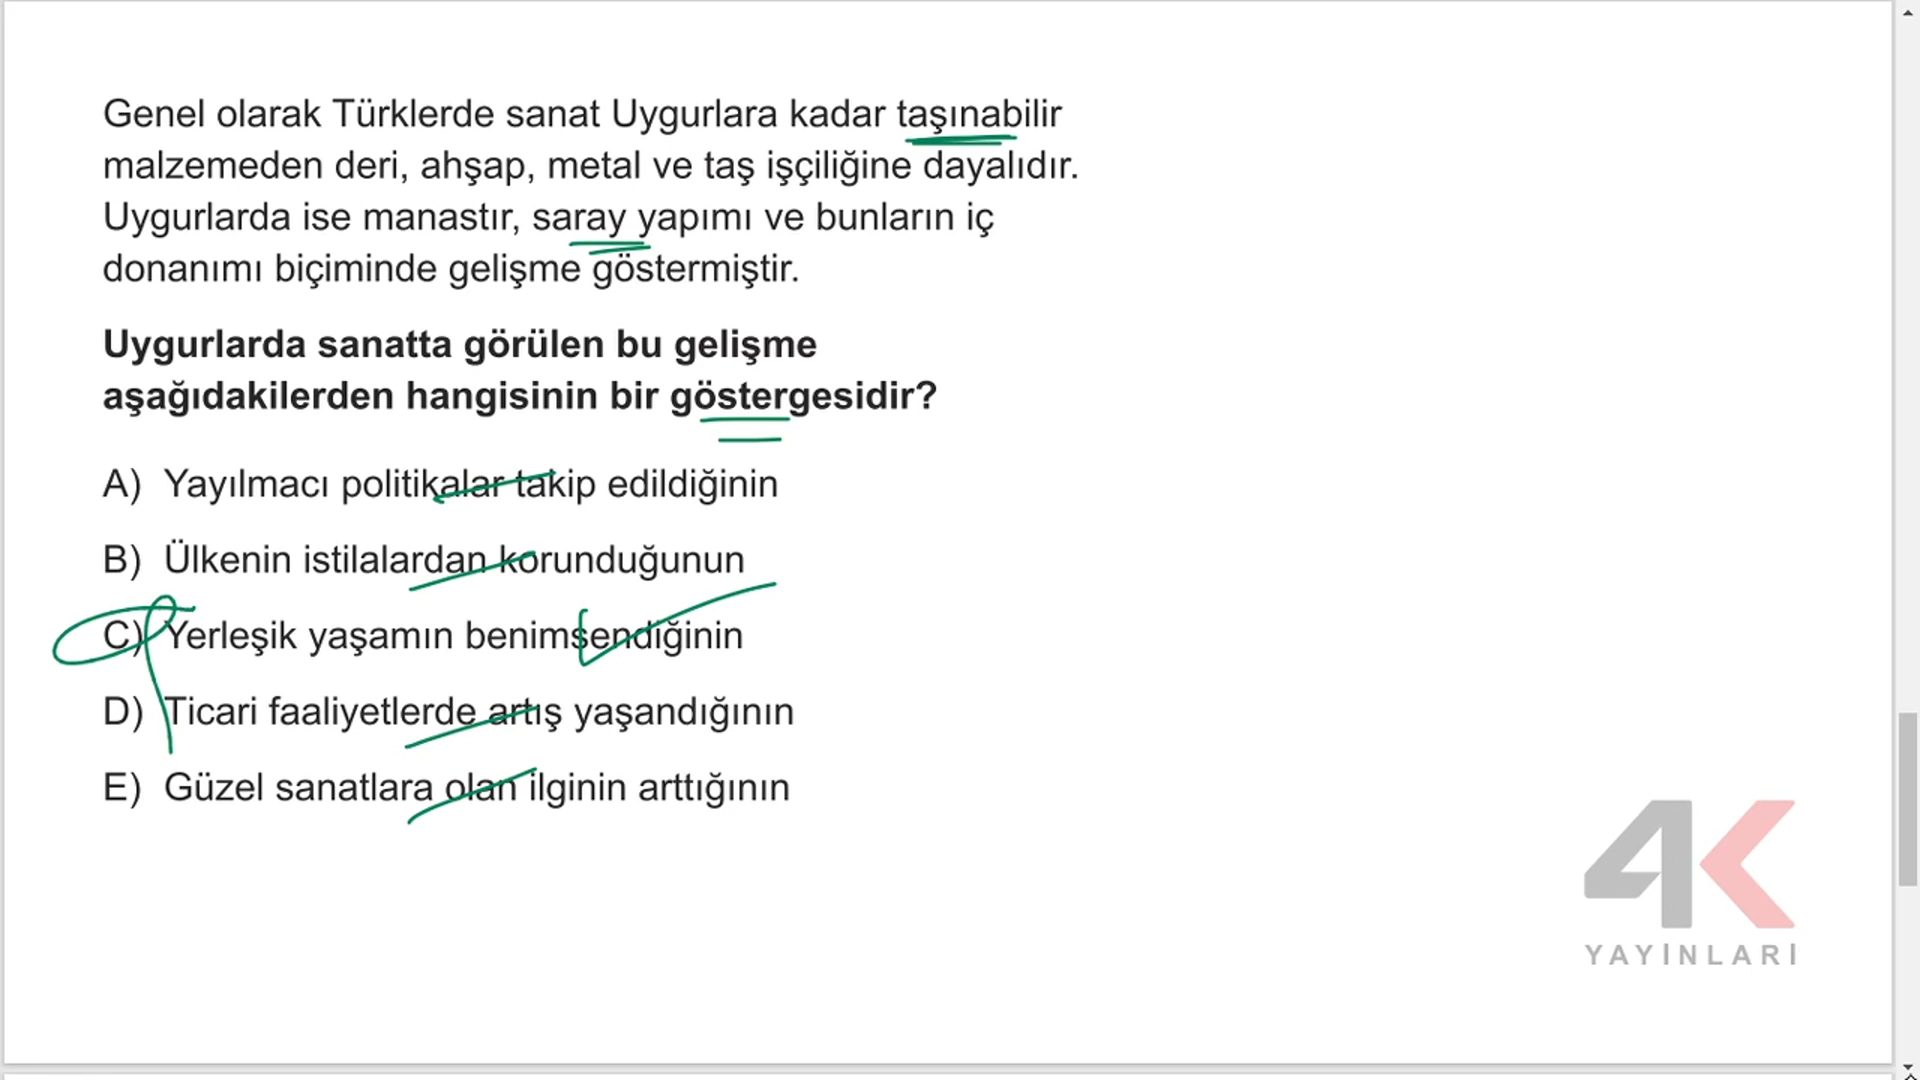 Genel olarak Türklerde sanat Uygurlara kadar taşınabilir
malzemeden deri, ahşap, metal ve taş işçiliğine dayalıdır.
Uygurlarda ise manastır, saray yapımı ve bunların iç
donanımı biçiminde gelişme göstermiştir.
Uygurlarda sanatta görülen bu gelişme
aşağıdakilerden hangisinin bir göstergesidir?
A) Yayılmacı politikalar takip edildiğinin
B) Ülkenin istilalardan korunduğunun
C) Yerleşik yaşamın benimsendiğinin
D) Ticari faaliyetlerde artış yaşandığının
E) Güzel sanatlara olan ilginin arttığının
4K
YAYİNLARİ